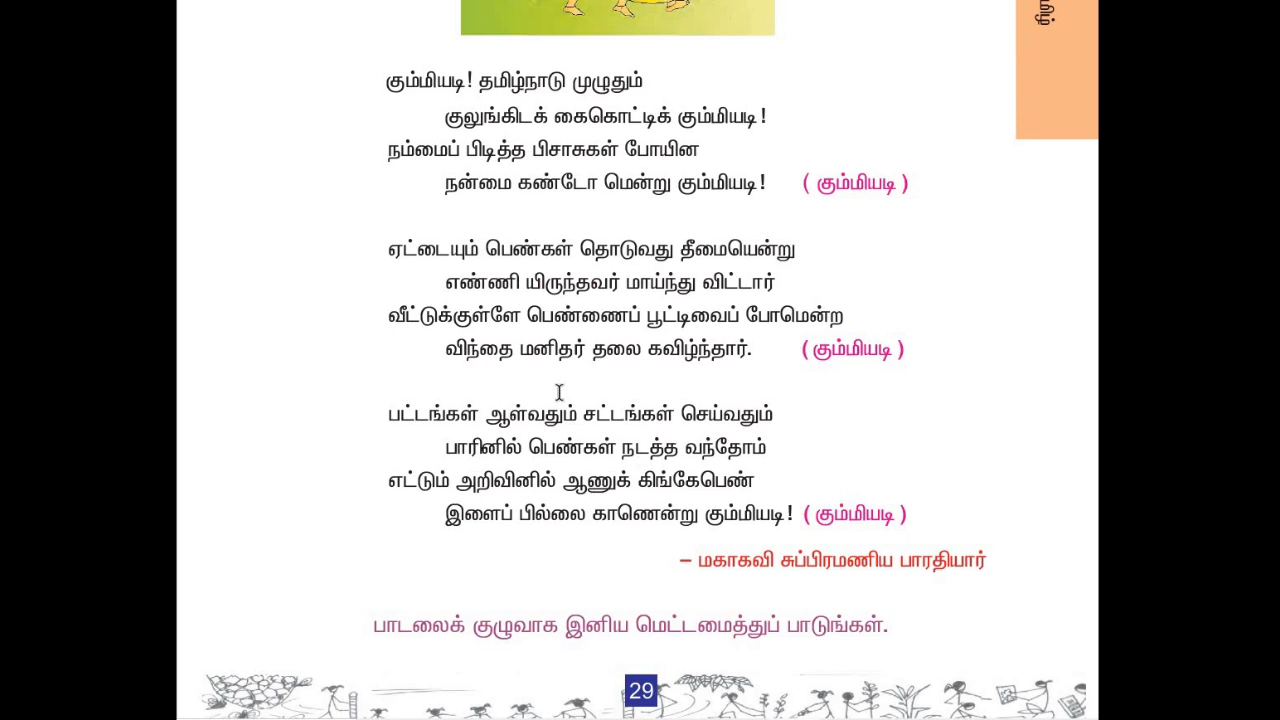 கும்மியடி! தமிழ்நாடு முழுதும்
குலுங்கிடக் கைகொட்டிக் கும்மியடி!
நம்மைப் பிடித்த பிசாசுகள் போயின
நன்மை கண்டோ மென்று கும்மியடி! ( கும்மியடி )
ஏட்டையும் பெண்கள் தொடுவது தீமையென்று
எண்ணி யிருந்தவர் மாய்ந்து விட்டார்
வீட்டுக்குள்ளே பெண்ணைப் பூட்டிவைப் போமென்ற
விந்தை மனிதர் தலை கவிழ்ந்தார். (கும்மியடி )
பட்டங்கள் ஆள்வதும் சட்டங்கள் செய்வதும்
பாரினில் பெண்கள் நடத்த வந்தோம்
எட்டும் அறிவினில் ஆணுக் கிங்கேபெண்
இளைப் பில்லை காணென்று கும்மியடி! (கும்மியடி )
– மகாகவி சுப்பிரமணிய பாரதியார்
பாடலைக் குழுவாக இனிய மெட்டமைத்துப் பாடுங்கள்.
29